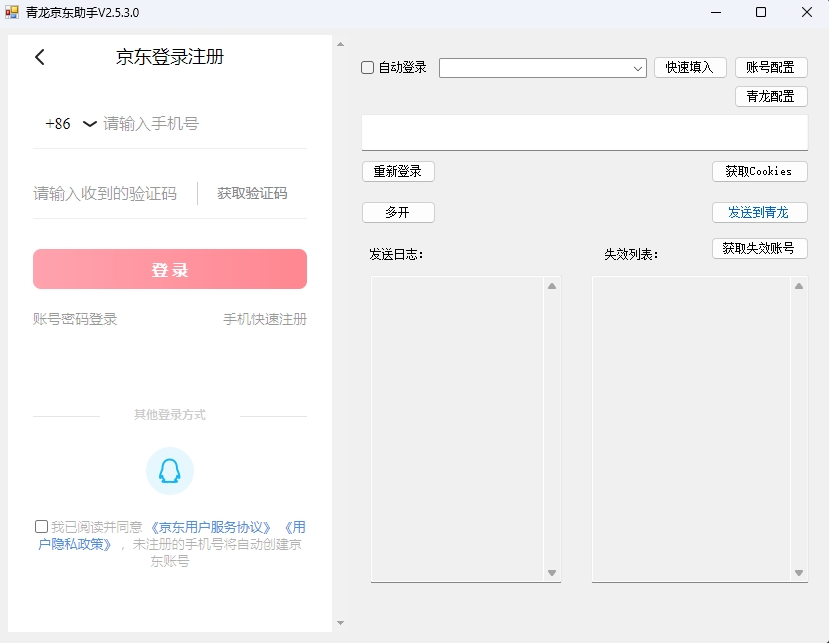 青龙京东助手V2.5.3.0
京东登录注册
+86 请输入手机号
请输入收到的验证码 获取验证码
登录
账号密码登录 手机快速注册
其他登录方式
我已阅读并同意《京东用户服务协议》《用
户隐私政策》，未注册的手机号将自动创建京
东账号
自动登录 快速填入 账号配置
青龙配置
重新登录 获取Cookies
多开 发送到青龙
发送日志: 失效列表: 获取失效账号